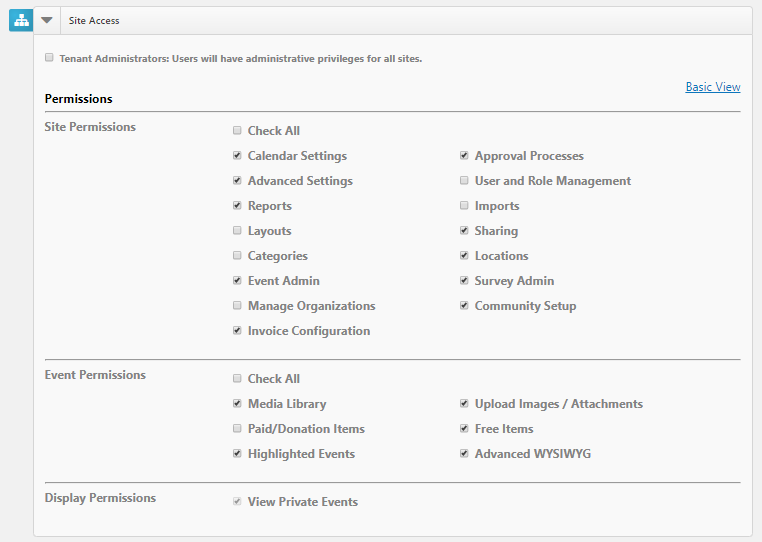 Site Access
Tenant Administrators: Users will have administrative privileges for all sites.
Basic View
Permissions
Site Permissions
Check All
Calendar Settings
Approval Processes
Advanced Settings
User and Role Management
Reports
Imports
Layouts
Sharing
Categories
Locations
Event Admin
Survey Admin
Manage Organizations
Community Setup
Invoice Configuration
Event Permissions
Check All
Media Library
Upload Images / Attachments
Paid/Donation Items
Free Items
Highlighted Events
Advanced WYSIWYG
Display Permissions
View Private Events